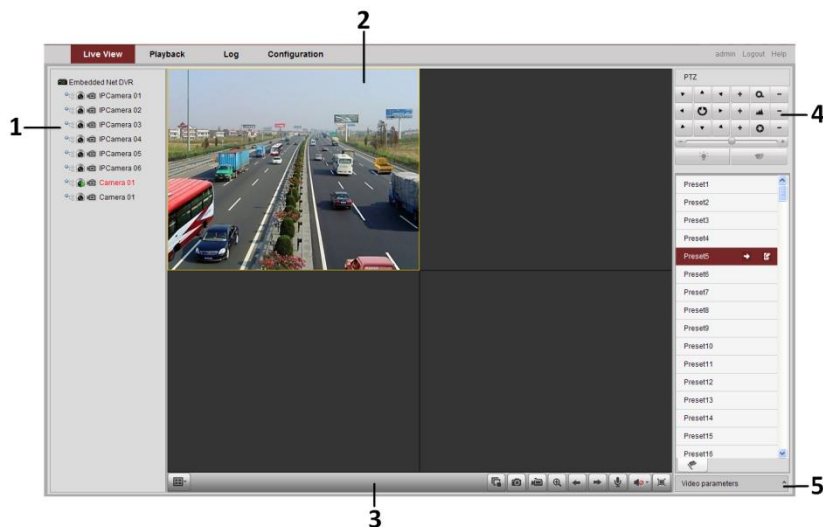 2
Live View Playback Log Configuration admin Logout Help
Embedded Net DVR
IPCamera 01
IPCamera 02
1
IPCamera 03
IPCamera 04
IPCamera 05
IPCamera 06
Camera 01
Camera 01
PTZ
4
Preset1
Preset2
Preset3
Preset4
Preset5
Preset6
Preset7
Preset8
Preset9
Preset10
Preset11
Preset12
Preset13
Preset14
Preset15
Preset16
Video parameters
5
3